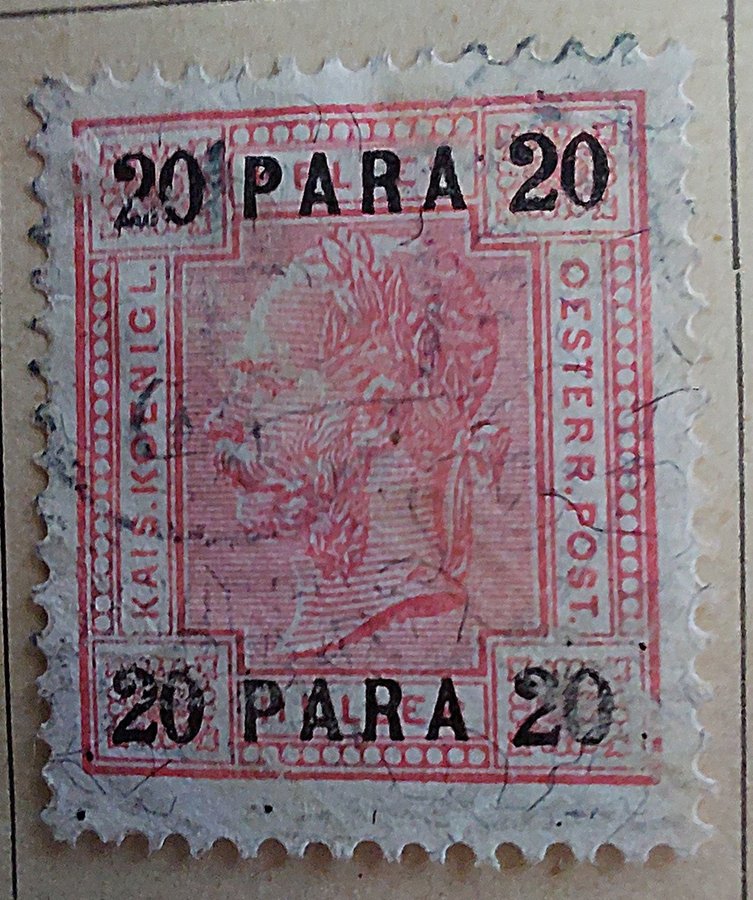 20 PARA 20
KAIS. KOENIGL.
OESTERR. POST.
20 PARA 20